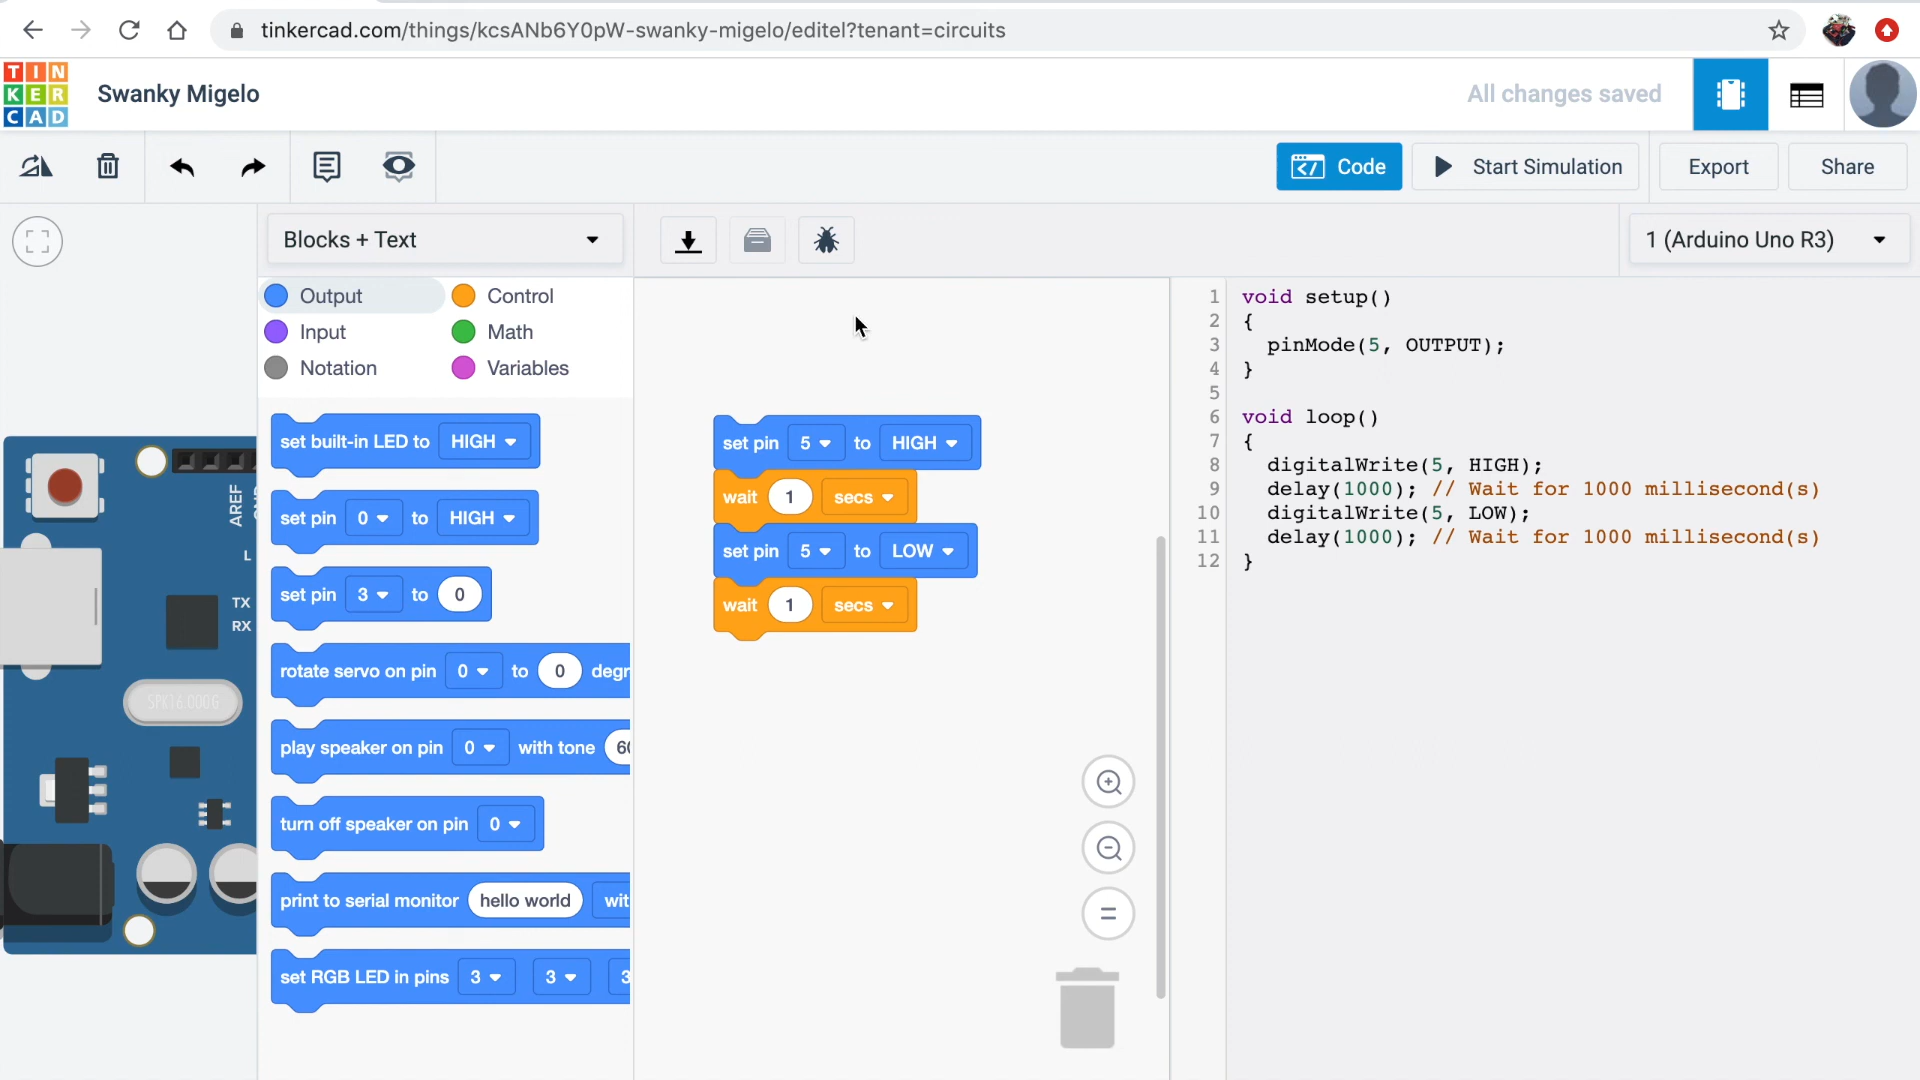 tinkercad.com/things/kcsANb6Y0pW-swanky-migelo/editel?tenant=circuits
TIN
KER
CAD
Swanky Migelo
All changes saved
Code
Start Simulation
Export
Share
Blocks + Text
1 (Arduino Uno R3)
Output
Control
Input
Math
Notation
Variables
set built-in LED to HIGH
set pin 0 to HIGH
set pin 3 to 0
rotate servo on pin 0 to 0 degr
play speaker on pin 0 with tone 60
turn off speaker on pin 0
print to serial monitor hello world wit
set RGB LED in pins 3 3 3
set pin 5 to HIGH
wait 1 secs
set pin 5 to LOW
wait 1 secs
1 void setup()
2 {
3 pinMode(5, OUTPUT);
4 }
5
6 void loop()
7 {
8 digitalWrite(5, HIGH);
9 delay(1000); // Wait for 1000 millisecond(s)
10 digitalWrite(5, LOW);
11 delay(1000); // Wait for 1000 millisecond(s)
12 }
AREF
L
TX
RX
SPK16.000G